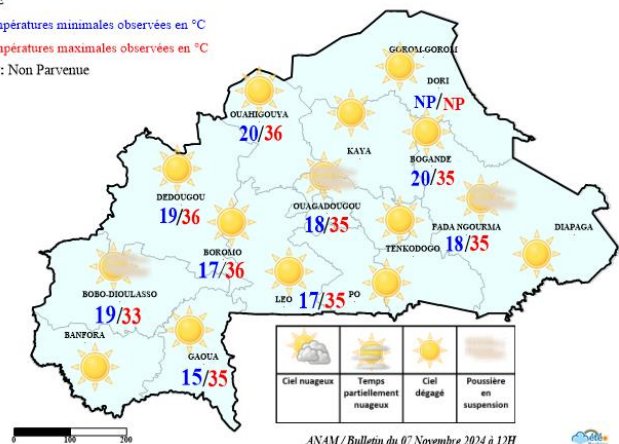 mpératures minimales observées en °C
mpératures maximales observées en °C
: Non Parvenue
GOROM-GOROM
DORI
NP/NP
OUAHIGOUYA
20/36
KAYA
BOGANDE
20/35
DEDOUGOU
19/36
OUAGADOUGOU
18/35
FADA NGOURMA
18/35
DIAPAGA
TENKODOGO
BOROMO
17/36
LEO 17/35 PO
BOBO-DIOULASSO
19/33
BANFORA
GAOUA
15/35
Ciel nuageux
Temps
partiellement
nuageux
Ciel
dégagé
Poussière
en
suspension
0 100 200
ANAM / Bulletin du 07 Novembre 2024 à 12H